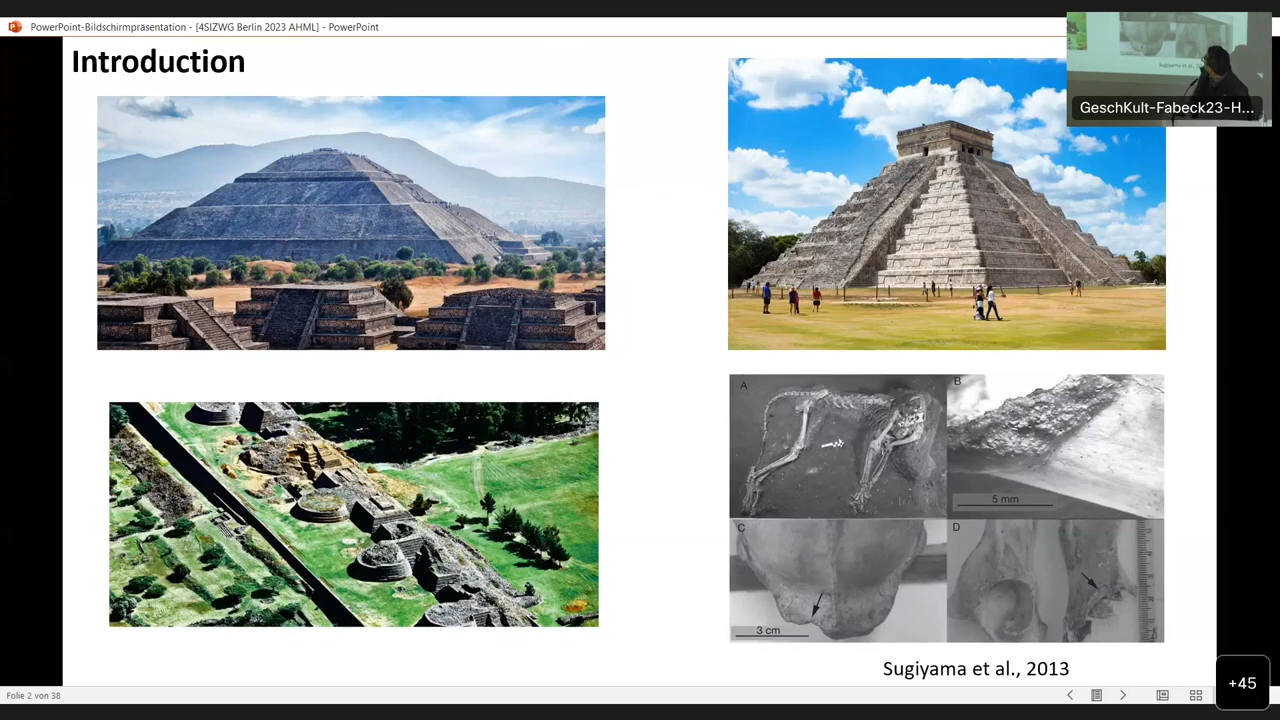 PowerPoint-Bildschirmpräsentation - [4SIZWG Berlin 2023 AHML] - PowerPoint
Introduction
GeschKult-Fabeck23-H...
A
B
5 mm
C
D
3 cm
Sugiyama et al., 2013
Folie 2 von 38
+45